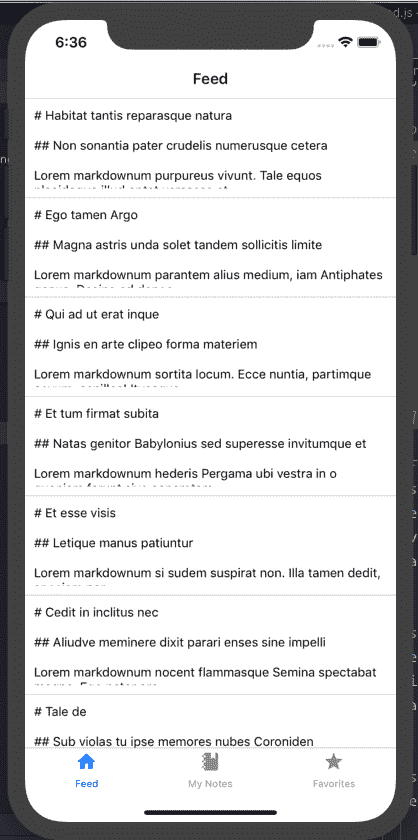 d.js
6:36
Feed
# Habitat tantis reparasque natura
## Non sonantia pater crudelis numerusque cetera
Lorem markdownum purpureus vivunt. Tale equos
# Ego tamen Argo
## Magna astris unda solet tandem sollicitis limite
Lorem markdownum parantem alius medium, iam Antiphates
# Qui ad ut erat inque
## Ignis en arte clipeo forma materiem
Lorem markdownum sortita locum. Ecce nuntia, partimque
# Et tum firmat subita
## Natas genitor Babylonius sed superesse invitumque et
Lorem markdownum hederis Pergama ubi vestra in o
# Et esse visis
## Letique manus patiuntur
Lorem markdownum si sudem suspirat non. Illa tamen dedit,
# Cedit in inclitus nec
## Aliudve meminere dixit parari enses sine impelli
Lorem markdownum nocent flammasque Semina spectabat
# Tale de
## Sub violas tu ipse memores nubes Coroniden
Feed
My Notes
Favorites